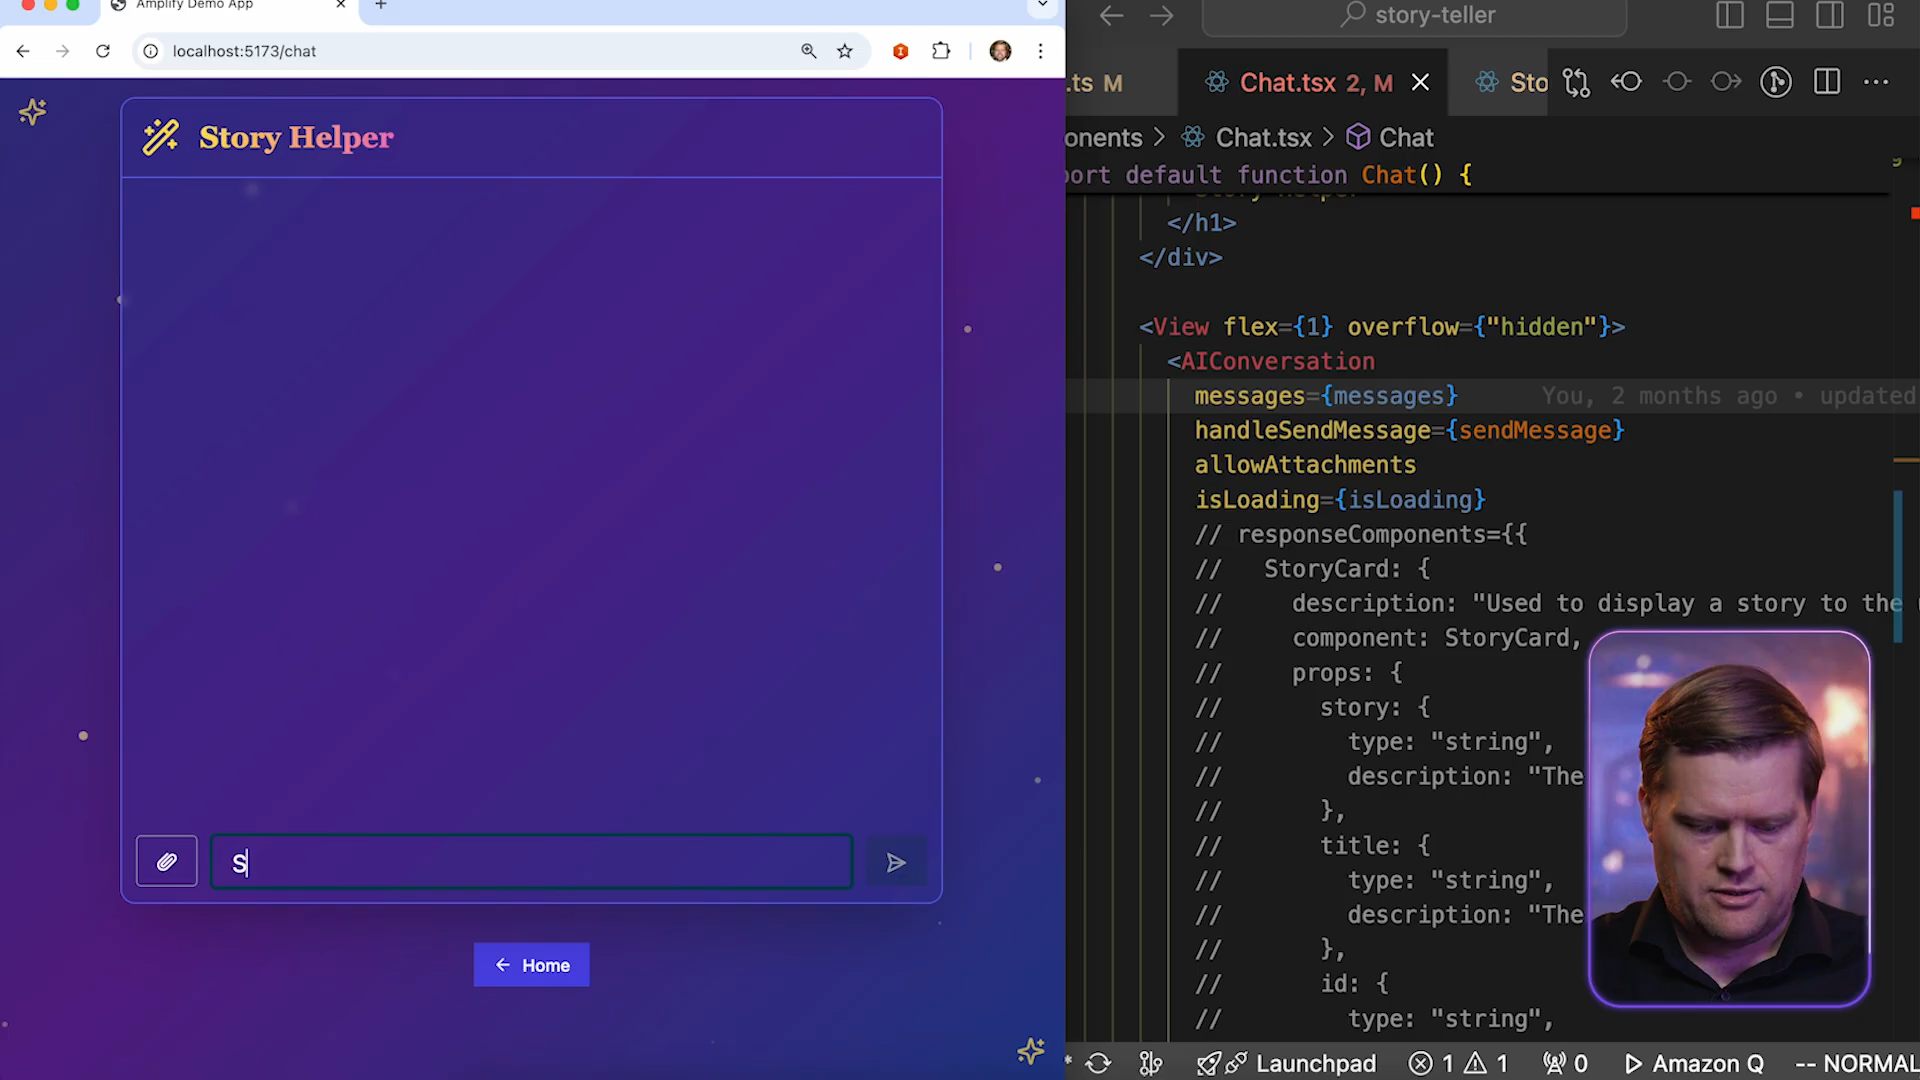 Amplify Demo App
localhost:5173/chat
Story Helper
S
Home
story-teller
.ts M
Chat.tsx 2, M
Sto
onents > Chat.tsx > Chat
port default function Chat() {
Story Helper
</h1>
</div>
<View flex={1} overflow={"hidden"}>
<AIConversation
messages={messages} You, 2 months ago • updated
handleSendMessage={sendMessage}
allowAttachments
isLoading={isLoading}
// responseComponents={{
// StoryCard: {
// description: "Used to display a story to the
// component: StoryCard,
// props: {
// story: {
// type: "string",
// description: "The
// },
// title: {
// type: "string",
// description: "The
// },
// id: {
// type: "string",
Launchpad 1 1 0 Amazon Q -- NORMAL